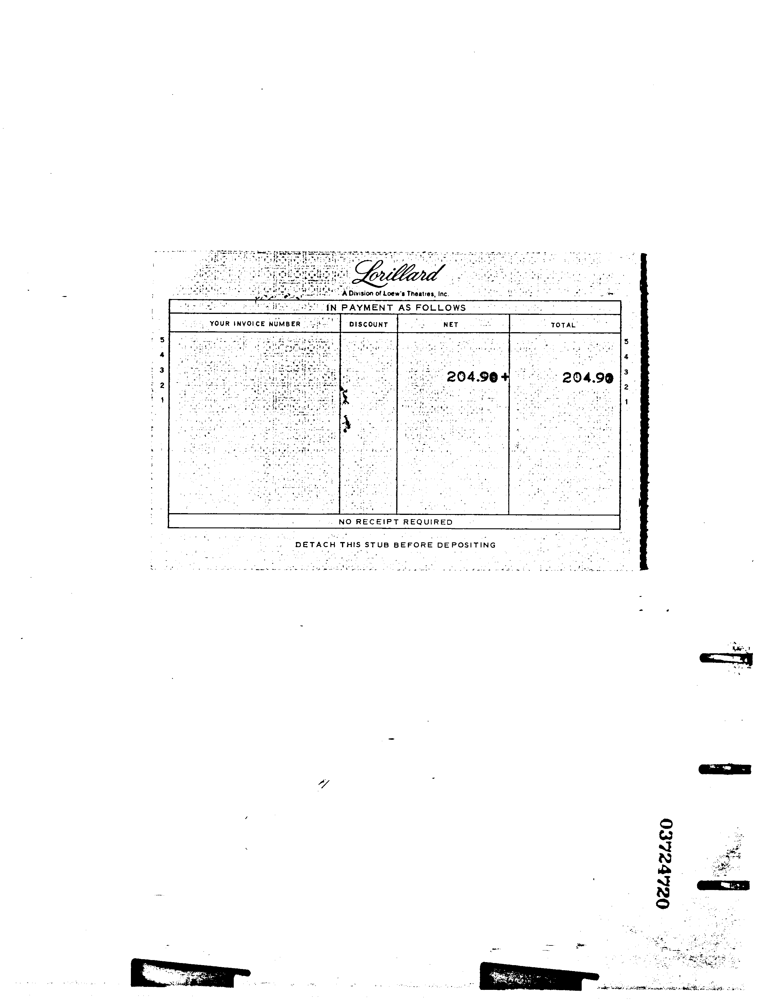 Lorillard
A Division of Loew's Theatres, Inc.
IN PAYMENT AS FOLLOWS
YOUR INVOICE NUMBER DISCOUNT NET TOTAL
5 5
4 4
3 204.90+ 204.90 3
2 2
1 1
NO RECEIPT REQUIRED
DETACH THIS STUB BEFORE DEPOSITING
03724720